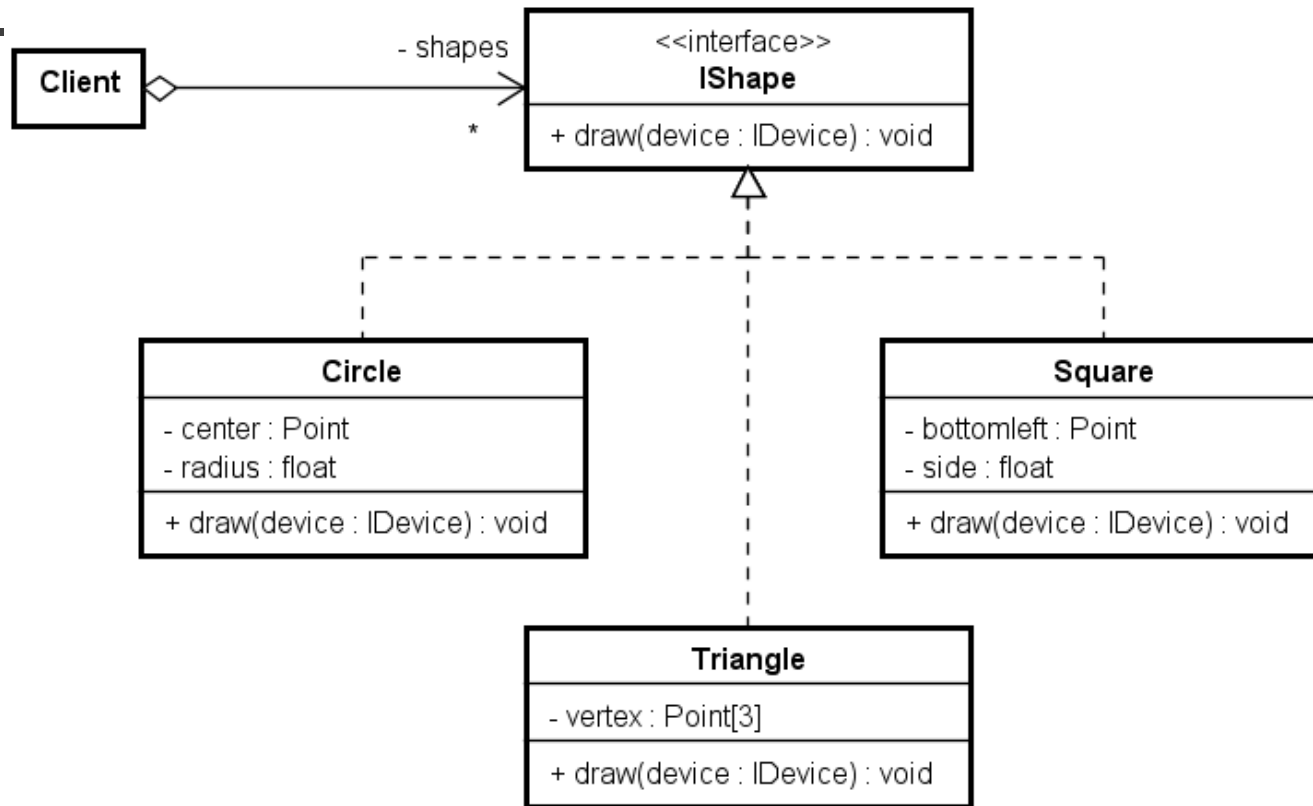 Client
- shapes
*
<<interface>>
IShape
+ draw(device : IDevice) : void
Circle
- center : Point
- radius : float
+ draw(device : IDevice) : void
Square
- bottomleft : Point
- side : float
+ draw(device : IDevice) : void
Triangle
- vertex : Point[3]
+ draw(device : IDevice) : void